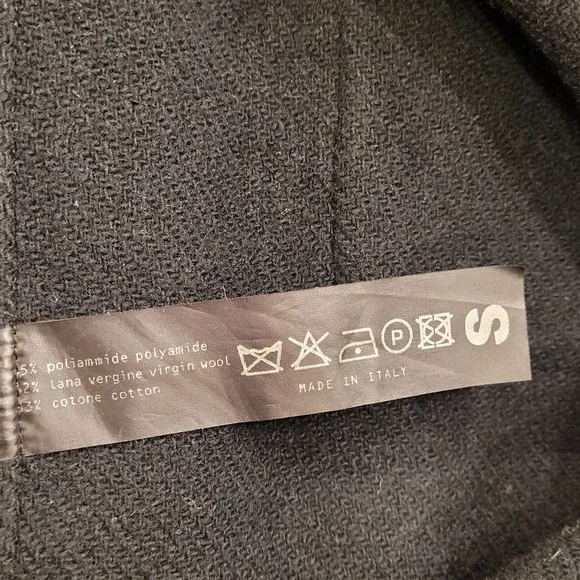 5% poliammide polyamide
2% lana vergine virgin wool
3% cotone cotton
P
MADE IN ITALY
S